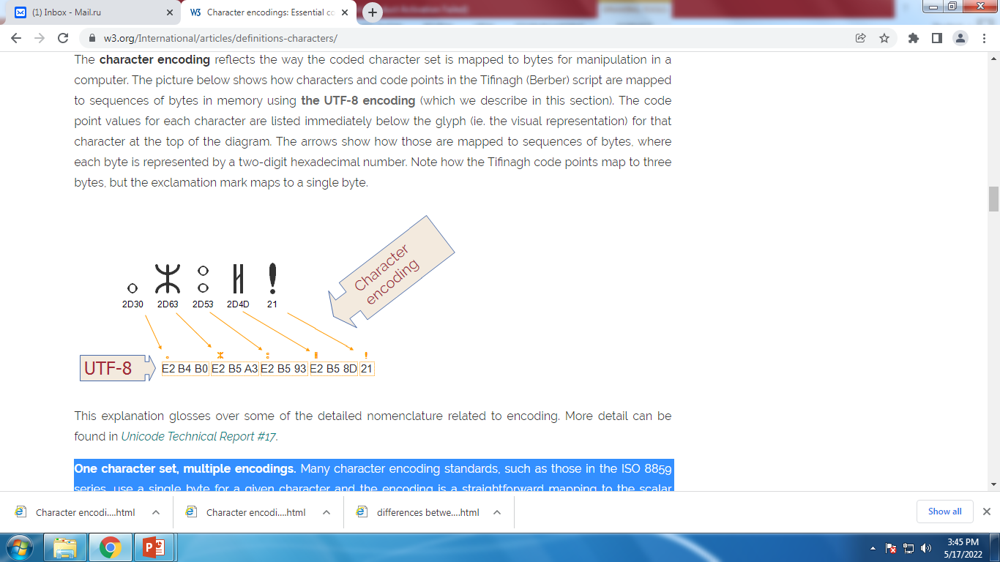 (1) Inbox - Mail.ru
W3 Character encodings: Essential co
w3.org/International/articles/definitions-characters/
The character encoding reflects the way the coded character set is mapped to bytes for manipulation in a
computer. The picture below shows how characters and code points in the Tifinagh (Berber) script are mapped
to sequences of bytes in memory using the UTF-8 encoding (which we describe in this section). The code
point values for each character are listed immediately below the glyph (ie. the visual representation) for that
character at the top of the diagram. The arrows show how those are mapped to sequences of bytes, where
each byte is represented by a two-digit hexadecimal number. Note how the Tifinagh code points map to three
bytes, but the exclamation mark maps to a single byte.
Character
encoding
ⴰ ⵣ ⵓ ⵍ !
2D30 2D63 2D53 2D4D 21
ⴰ ⵣ ⵓ ⵍ !
UTF-8 E2 B4 B0 E2 B5 A3 E2 B5 93 E2 B5 8D 21
This explanation glosses over some of the detailed nomenclature related to encoding. More detail can be
found in Unicode Technical Report #17.
One character set, multiple encodings. Many character encoding standards, such as those in the ISO 8859
series, use a single byte for a given character and the encoding is a straightforward mapping to the scalar
Character encodi....html
Character encodi....html
differences betwe....html
Show all
3:45 PM
5/17/2022